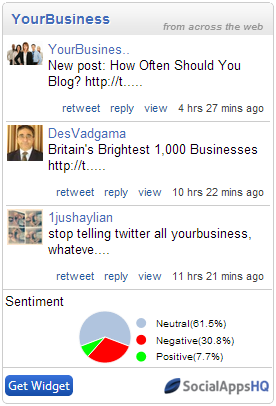 YourBusiness
from across the web
YourBusines..
New post: How Often Should You
Blog? http://t.....
retweet reply view 4 hrs 27 mins ago
DesVadgama
Britain's Brightest 1,000 Businesses
http://t.....
retweet reply view 10 hrs 22 mins ago
1jushaylian
stop telling twitter all yourbusiness,
whateve....
retweet reply view 11 hrs 21 mins ago
Sentiment
Neutral(61.5%)
Negative(30.8%)
Positive(7.7%)
Get Widget
SocialAppsHQ